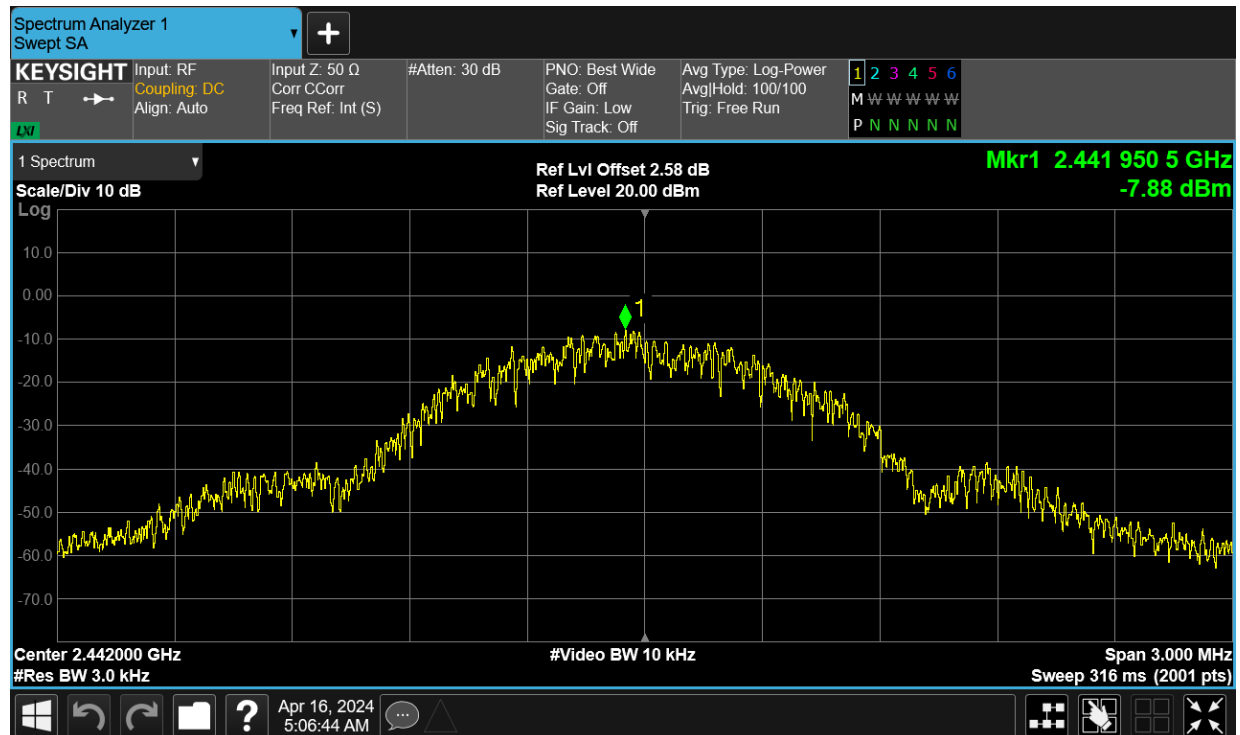 Spectrum Analyzer 1
Swept SA
KEYSIGHT
R T
LXI
Input: RF
Coupling: DC
Align: Auto
Input Z: 50 Ω
Corr CCorr
Freq Ref: Int (S)
#Atten: 30 dB
PNO: Best Wide
Gate: Off
IF Gain: Low
Sig Track: Off
Avg Type: Log-Power
Avg|Hold: 100/100
Trig: Free Run
1 2 3 4 5 6
M W W W W W
P N N N N N
1 Spectrum
Scale/Div 10 dB
Log
Ref Lvl Offset 2.58 dB
Ref Level 20.00 dBm
Mkr1 2.441 950 5 GHz
-7.88 dBm
10.0
0.00
-10.0
-20.0
-30.0
-40.0
-50.0
-60.0
-70.0
1
Center 2.442000 GHz
#Res BW 3.0 kHz
#Video BW 10 kHz
Span 3.000 MHz
Sweep 316 ms (2001 pts)
?
Apr 16, 2024
5:06:44 AM